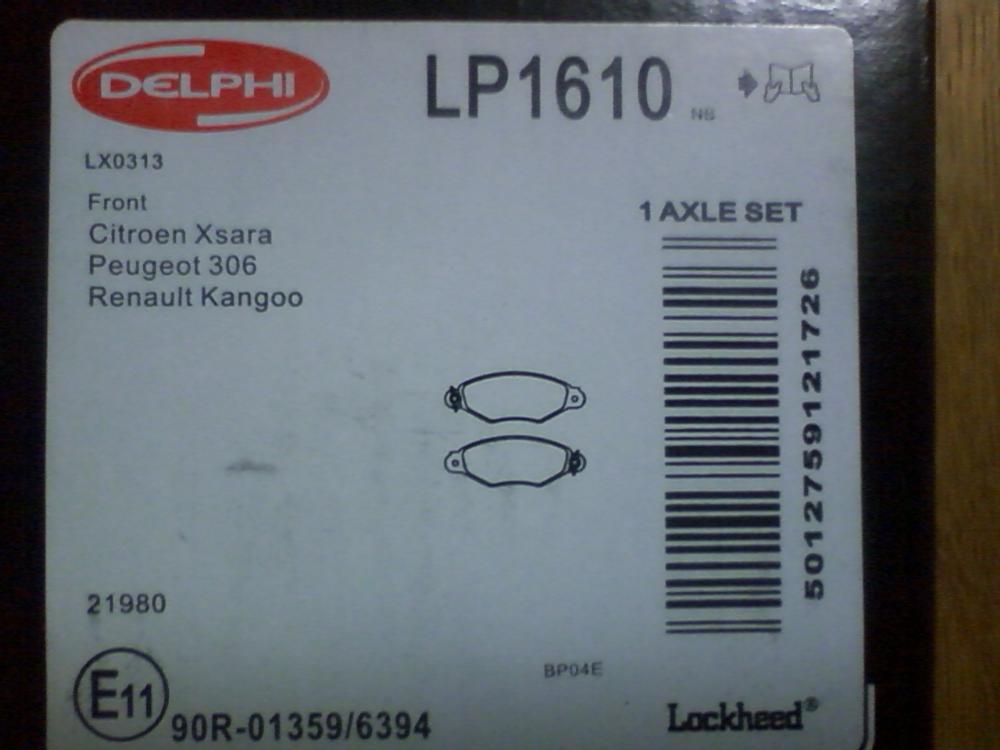 DELPHI
LP1610
NB
LX0313
Front
Citroen Xsara
Peugeot 306
Renault Kangoo
1 AXLE SET
5012759121726
21980
BP04E
E11
90R-01359/6394
Lockheed®